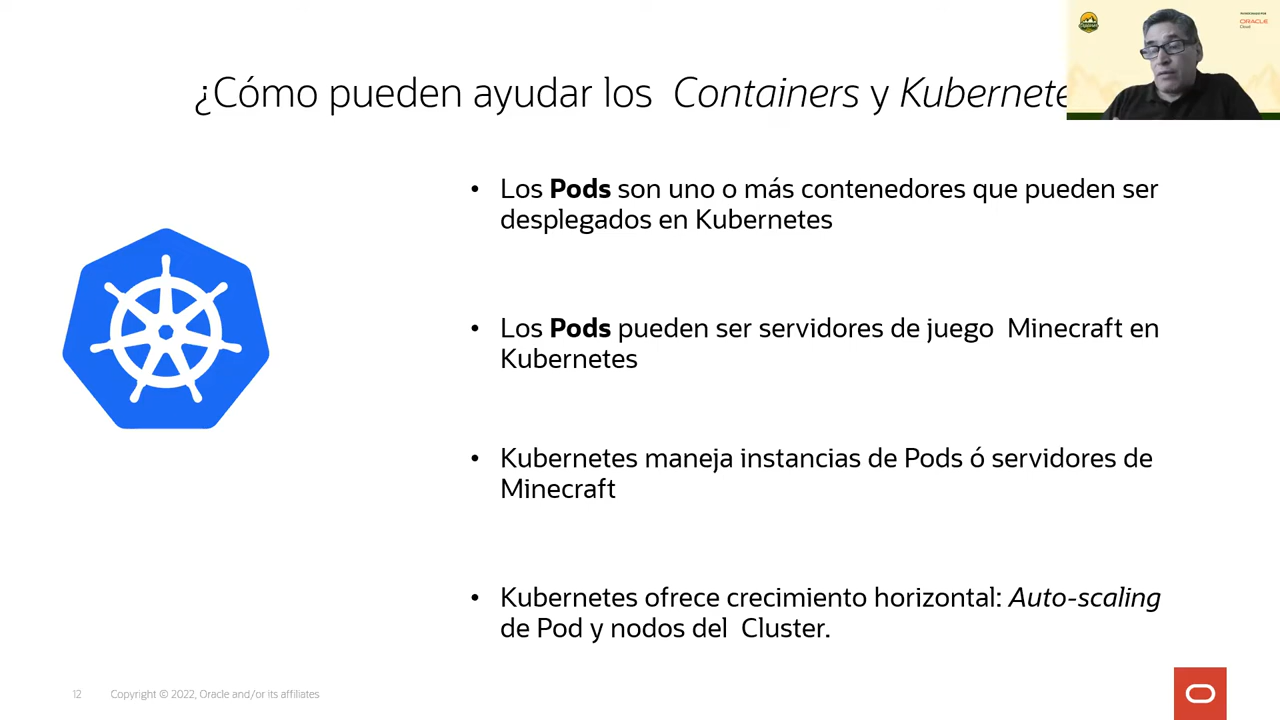 ¿Cómo pueden ayudar los Containers y Kubernete
• Los Pods son uno o más contenedores que pueden ser
desplegados en Kubernetes
• Los Pods pueden ser servidores de juego Minecraft en
Kubernetes
• Kubernetes maneja instancias de Pods ó servidores de
Minecraft
• Kubernetes ofrece crecimiento horizontal: Auto-scaling
de Pod y nodos del Cluster.
12 Copyright © 2022, Oracle and/or its affiliates
ORACLE
Cloud